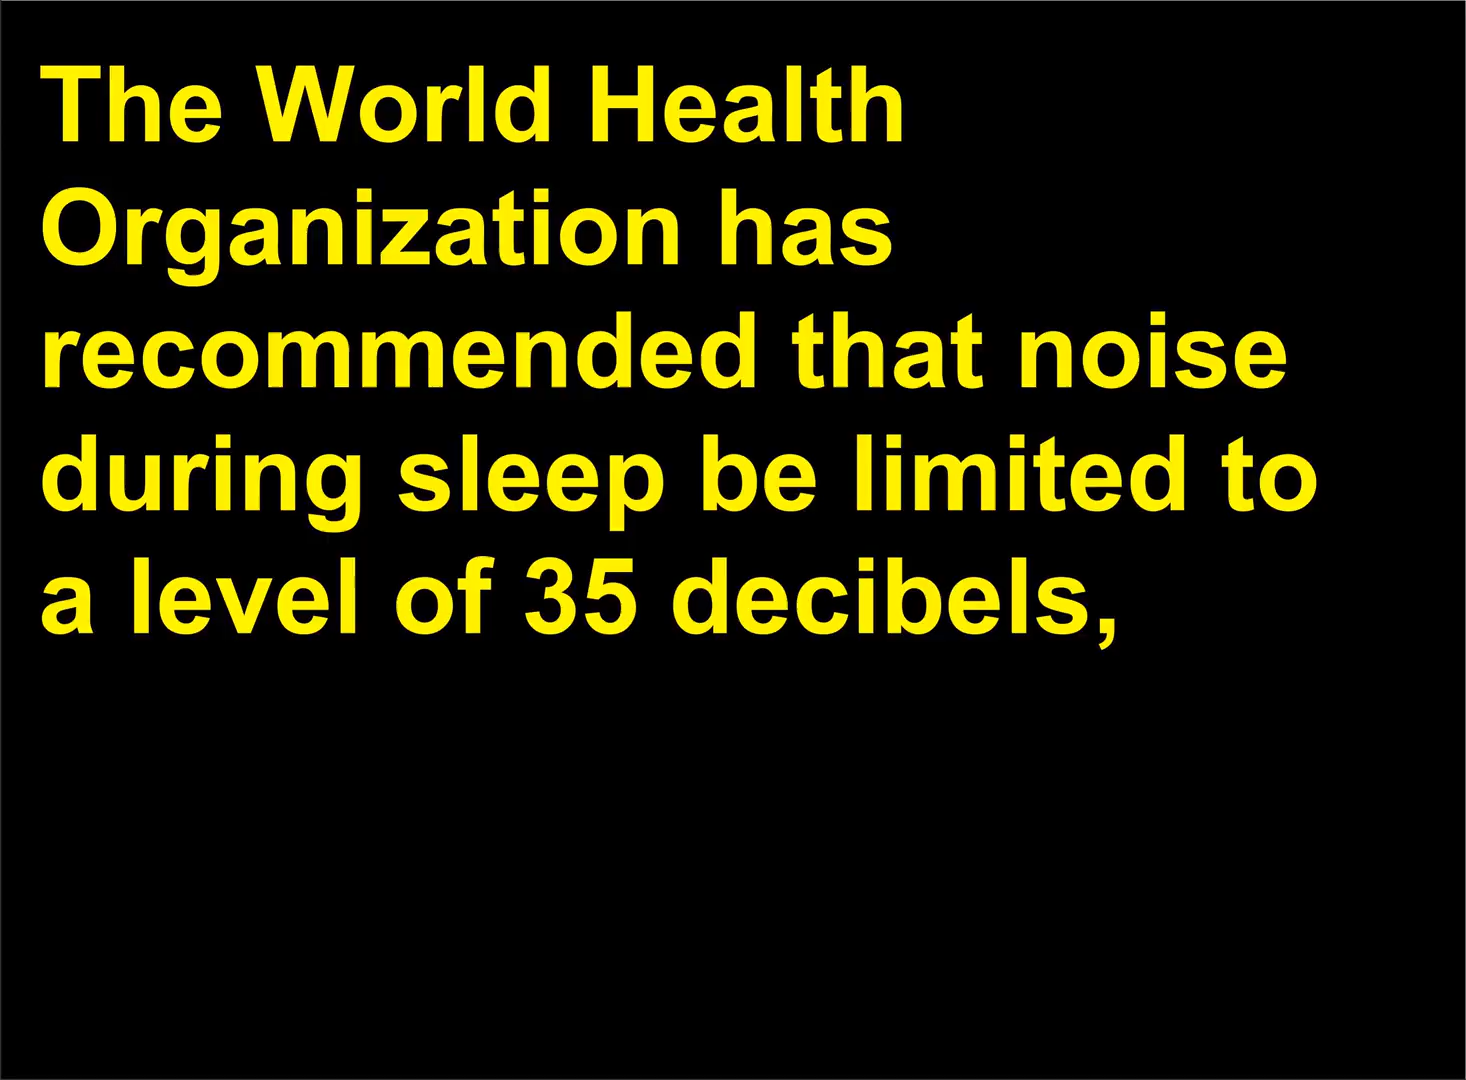 The World Health
Organization has
recommended that noise
during sleep be limited to
a level of 35 decibels,